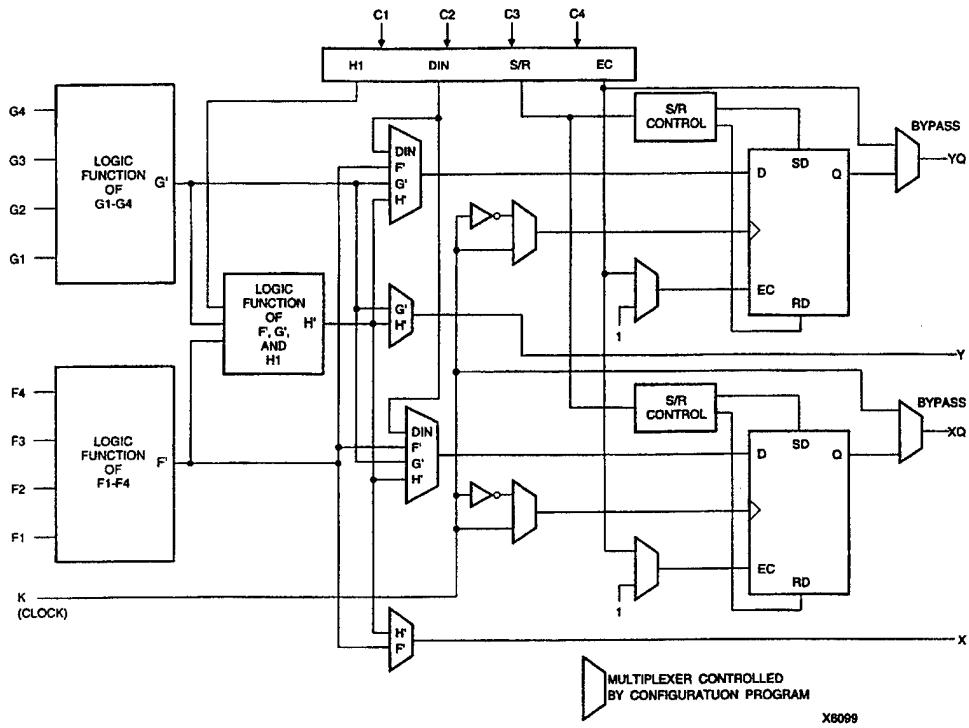 C1 C2 C3 C4
H1 DIN S/R EC
G4
G3
G2
G1
LOGIC
FUNCTION
OF
G1-G4
G'
DIN
F'
G'
H'
S/R
CONTROL
BYPASS
YQ
SD
D
Q
EC
RD
1
LOGIC
FUNCTION
OF
F', G',
AND
H1
H'
G'
H'
Y
F4
F3
F2
F1
LOGIC
FUNCTION
OF
F1-F4
F'
DIN
F'
G'
H'
S/R
CONTROL
BYPASS
XQ
SD
D
Q
EC
RD
1
K
(CLOCK)
H'
F'
X
MULTIPLEXER CONTROLLED
BY CONFIGURATUON PROGRAM
X6099